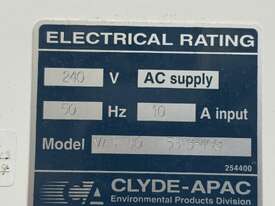 ELECTRICAL RATING
240 V AC supply
50 Hz 10 A input
Model
254400
CLYDE-APAC
Environmental Products Division